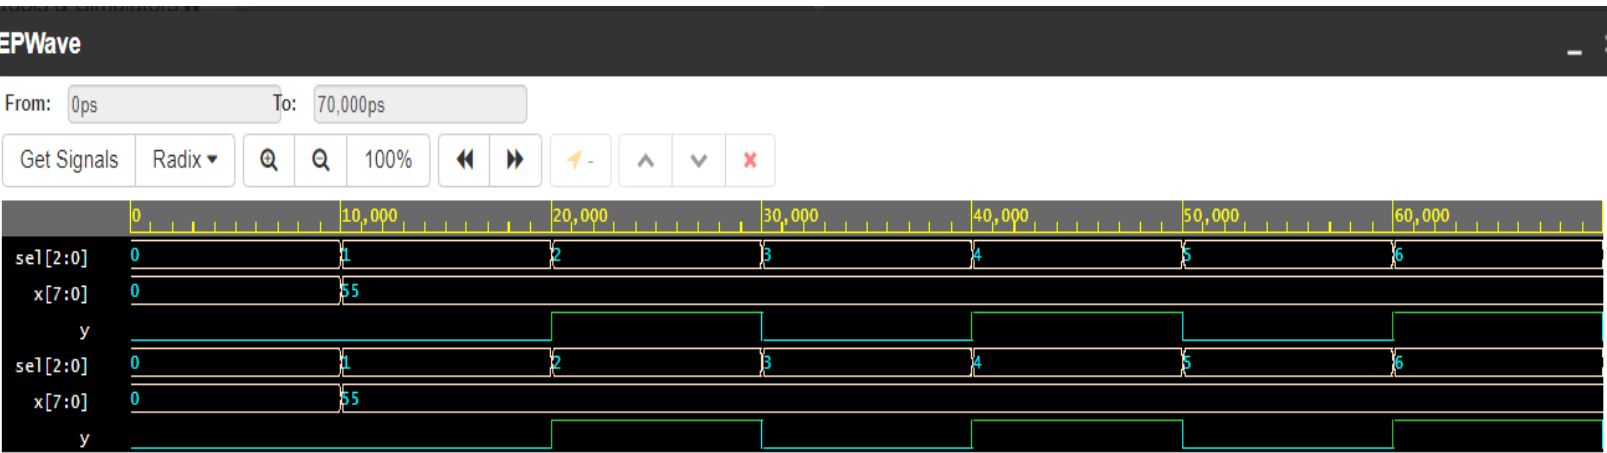 EPWave
From: 0ps To: 70,000ps
Get Signals Radix 100% -
0 10,000 20,000 30,000 40,000 50,000 60,000
sel[2:0] 0 1 2 3 4 5 6
x[7:0] 0 55
y
sel[2:0] 0 1 2 3 4 5 6
x[7:0] 0 55
y